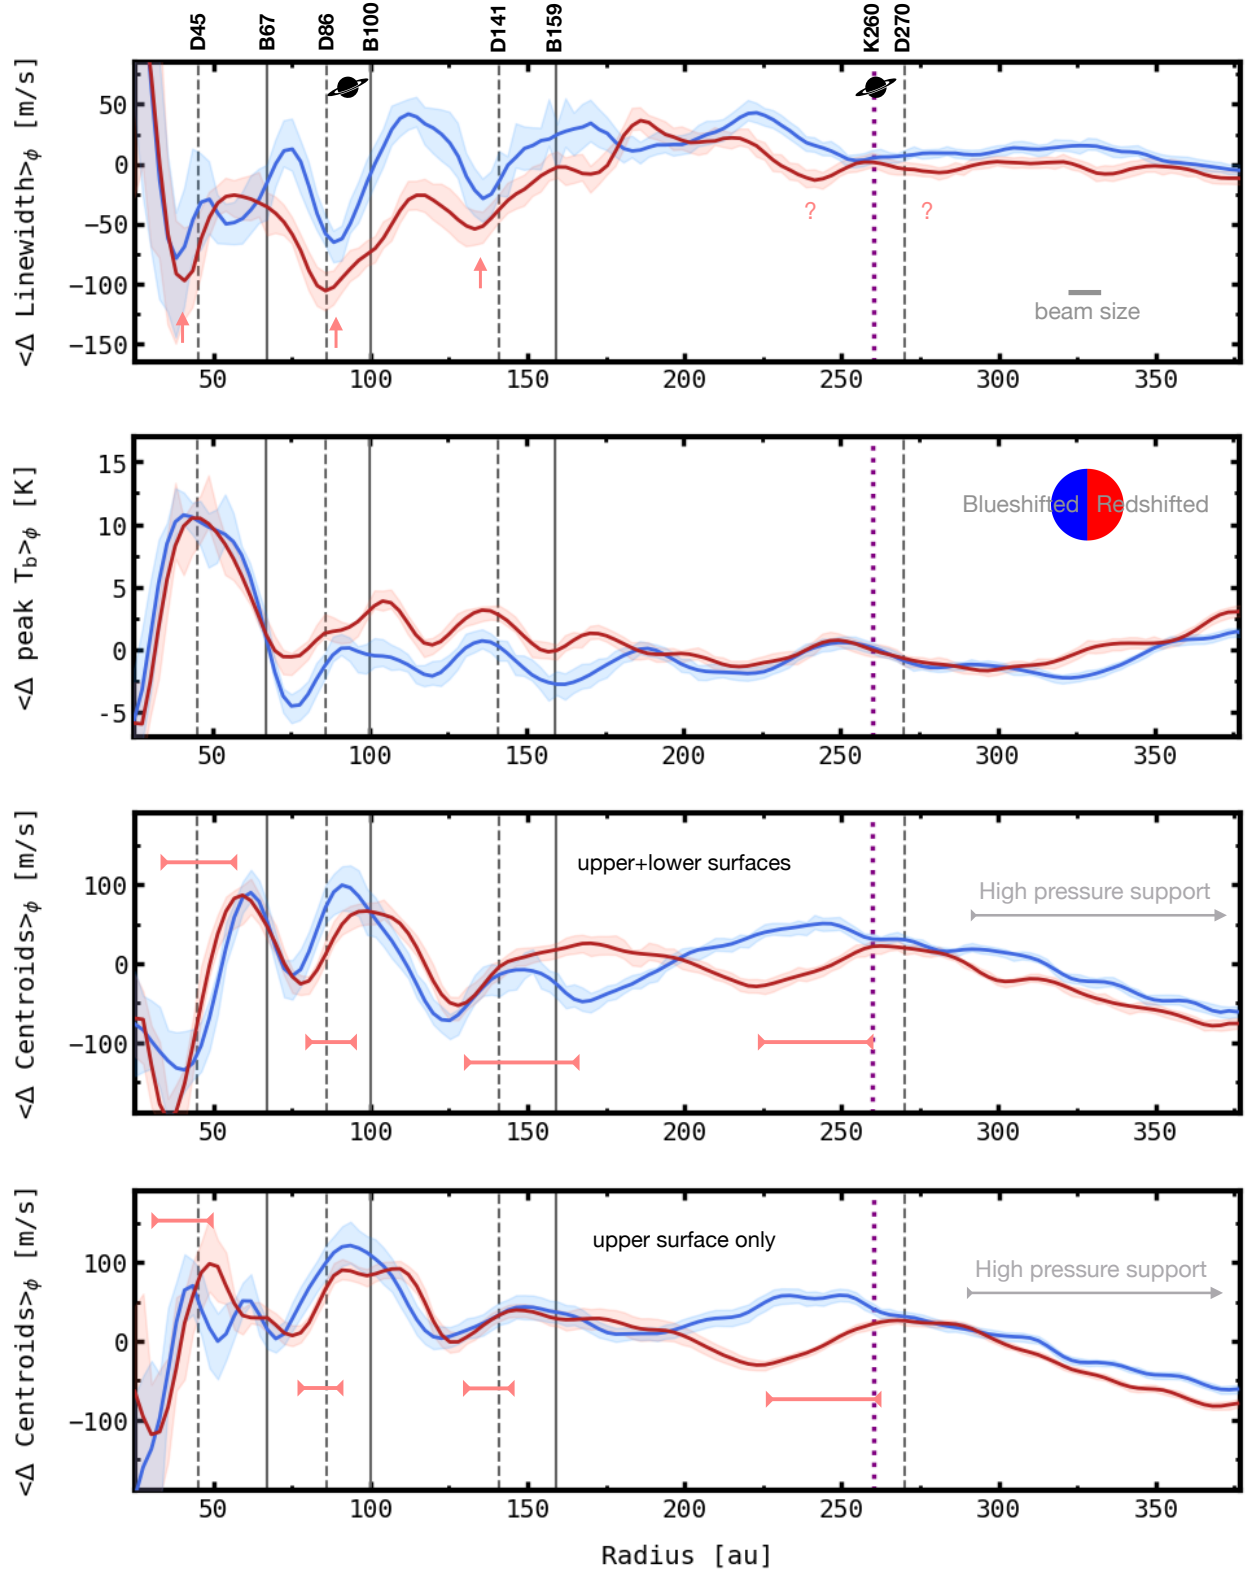 D45 B67 D86 B100 D141 B159 K260 D270
<Δ Linewidth>ϕ [m/s]
50
0
−50
−100
−150
? ?
beam size
50 100 150 200 250 300 350
<Δ peak Tb>ϕ [K]
15
10
5
0
-5
Blueshifted Redshifted
50 100 150 200 250 300 350
<Δ Centroids>ϕ [m/s]
100
0
−100
upper+lower surfaces
High pressure support
50 100 150 200 250 300 350
<Δ Centroids>ϕ [m/s]
100
0
−100
upper surface only
High pressure support
50 100 150 200 250 300 350
Radius [au]